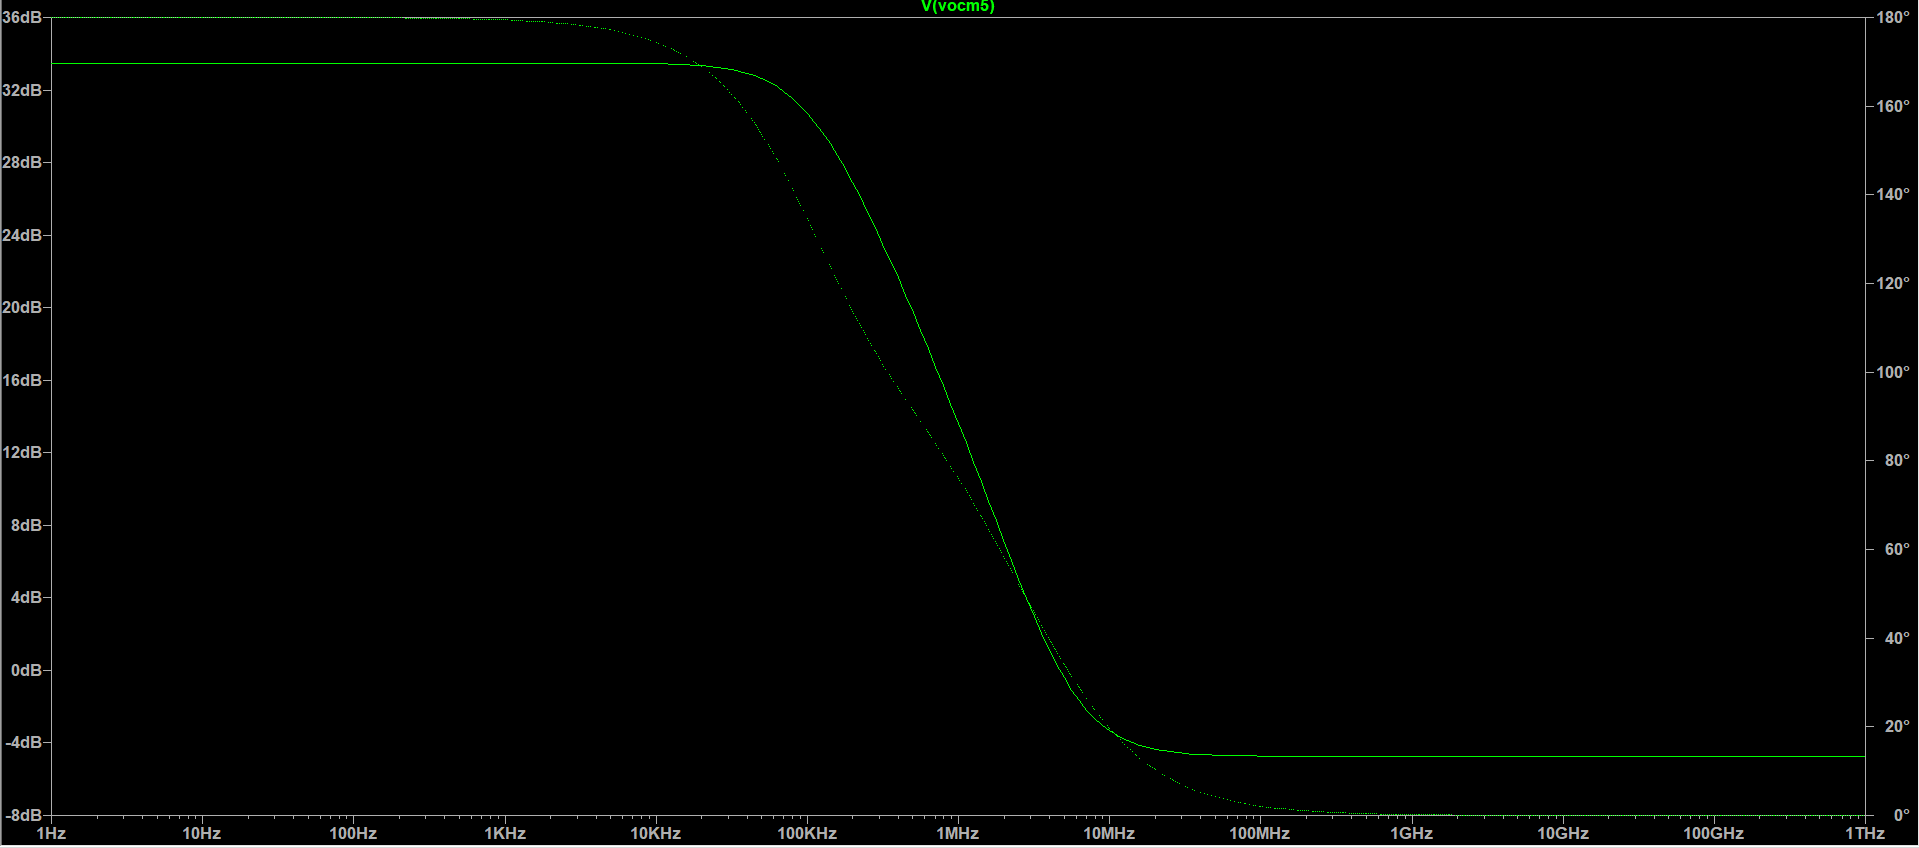 V(vocm5)
36dB
180°
32dB
160°
28dB
140°
24dB
120°
20dB
16dB
100°
12dB
80°
8dB
60°
4dB
40°
0dB
20°
-4dB
-8dB
0°
1Hz 10Hz 100Hz 1KHz 10KHz 100KHz 1MHz 10MHz 100MHz 1GHz 10GHz 100GHz 1THz